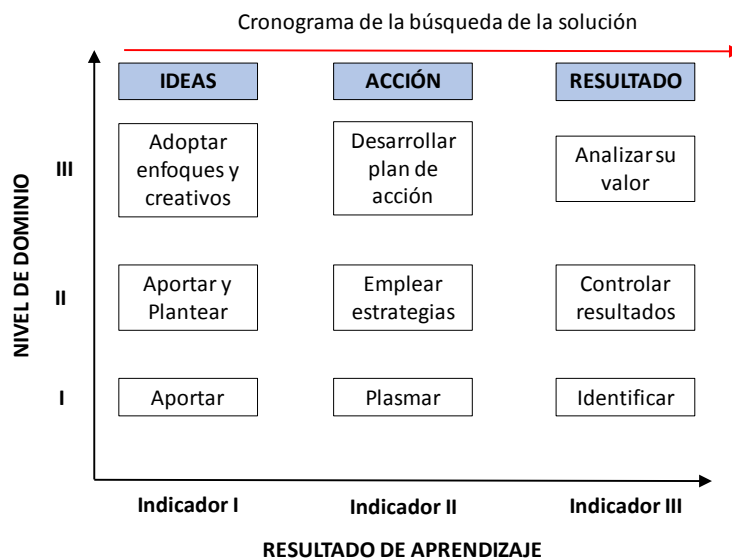 Cronograma de la búsqueda de la solución
IDEAS
ACCIÓN
RESULTADO
NIVEL DE DOMINIO
III
Adoptar
enfoques y
creativos
Desarrollar
plan de
acción
Analizar su
valor
II
Aportar y
Plantear
Emplear
estrategias
Controlar
resultados
I
Aportar
Plasmar
Identificar
Indicador I
Indicador II
Indicador III
RESULTADO DE APRENDIZAJE